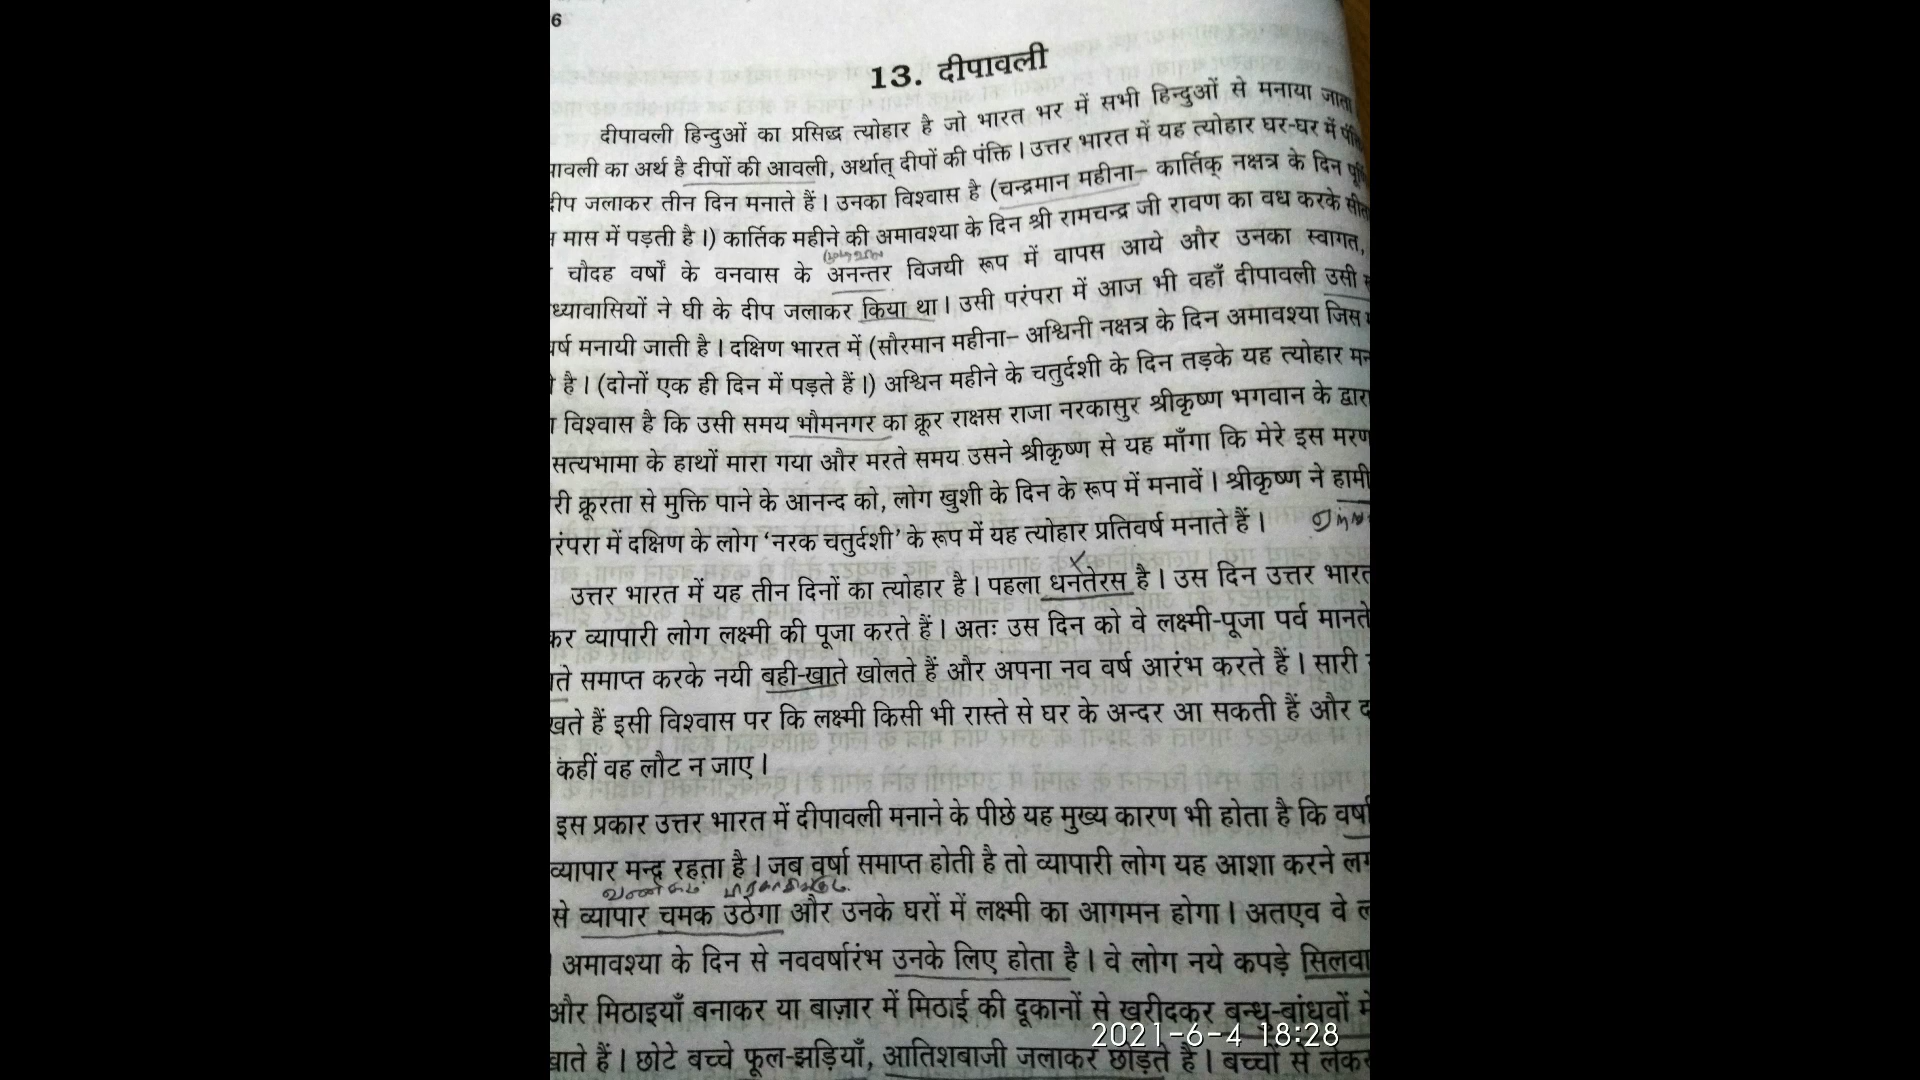 6
13. दीपावली
दीपावली हिन्दुओं का प्रसिद्ध त्योहार है जो भारत भर में सभी हिन्दुओं से मनाया जाता
पावली का अर्थ है दीपों की आवली, अर्थात् दीपों की पंक्ति । उत्तर भारत में यह त्योहार घर-घर में
दीप जलाकर तीन दिन मनाते हैं । उनका विश्वास है (चन्द्रमान महीना– कार्तिक् नक्षत्र के दिन
मास में पड़ती है ।) कार्तिक महीने की अमावश्या के दिन श्री रामचन्द्र जी रावण का वध करके सीता
चौदह वर्षों के वनवास के अनन्तर विजयी रूप में वापस आये और उनका स्वागत,
ध्यावासियों ने घी के दीप जलाकर किया था । उसी परंपरा में आज भी वहाँ दीपावली उसी
वर्ष मनायी जाती है । दक्षिण भारत में (सौरमान महीना– अश्विनी नक्षत्र के दिन अमावश्या जिस
है । (दोनों एक ही दिन में पड़ते हैं ।) अश्विन महीने के चतुर्दशी के दिन तड़के यह त्योहार मन
विश्वास है कि उसी समय भौमनगर का क्रूर राक्षस राजा नरकासुर श्रीकृष्ण भगवान के द्वारा
सत्यभामा के हाथों मारा गया और मरते समय उसने श्रीकृष्ण से यह माँगा कि मेरे इस मरण
री क्रूरता से मुक्ति पाने के आनन्द को, लोग खुशी के दिन के रूप में मनावें । श्रीकृष्ण ने हामी
रंपरा में दक्षिण के लोग ‘नरक चतुर्दशी’ के रूप में यह त्योहार प्रतिवर्ष मनाते हैं ।
उत्तर भारत में यह तीन दिनों का त्योहार है । पहला धनतेरस है । उस दिन उत्तर भारत
कर व्यापारी लोग लक्ष्मी की पूजा करते हैं । अतः उस दिन को वे लक्ष्मी-पूजा पर्व मानते
ते समाप्त करके नयी बही-खाते खोलते हैं और अपना नव वर्ष आरंभ करते हैं । सारी
खते हैं इसी विश्वास पर कि लक्ष्मी किसी भी रास्ते से घर के अन्दर आ सकती हैं और द
कहीं वह लौट न जाए ।
इस प्रकार उत्तर भारत में दीपावली मनाने के पीछे यह मुख्य कारण भी होता है कि वर्षा
व्यापार मन्द रहता है । जब वर्षा समाप्त होती है तो व्यापारी लोग यह आशा करने लग
से व्यापार चमक उठेगा और उनके घरों में लक्ष्मी का आगमन होगा । अतएव वे ल
अमावश्या के दिन से नववर्षारंभ उनके लिए होता है । वे लोग नये कपड़े सिलवा
और मिठाइयाँ बनाकर या बाज़ार में मिठाई की दूकानों से खरीदकर बन्धु-बांधवों में
खाते हैं । छोटे बच्चे फूल-झड़ियाँ, आतिशबाजी जलाकर छोड़ते है । बच्चों से लेकर
2021-6-4 18:28